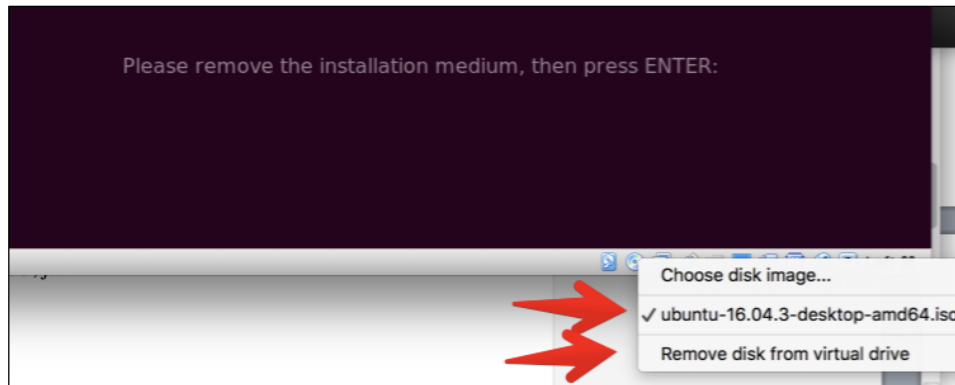 Please remove the installation medium, then press ENTER:
Choose disk image...
✓ ubuntu-16.04.3-desktop-amd64.iso
Remove disk from virtual drive